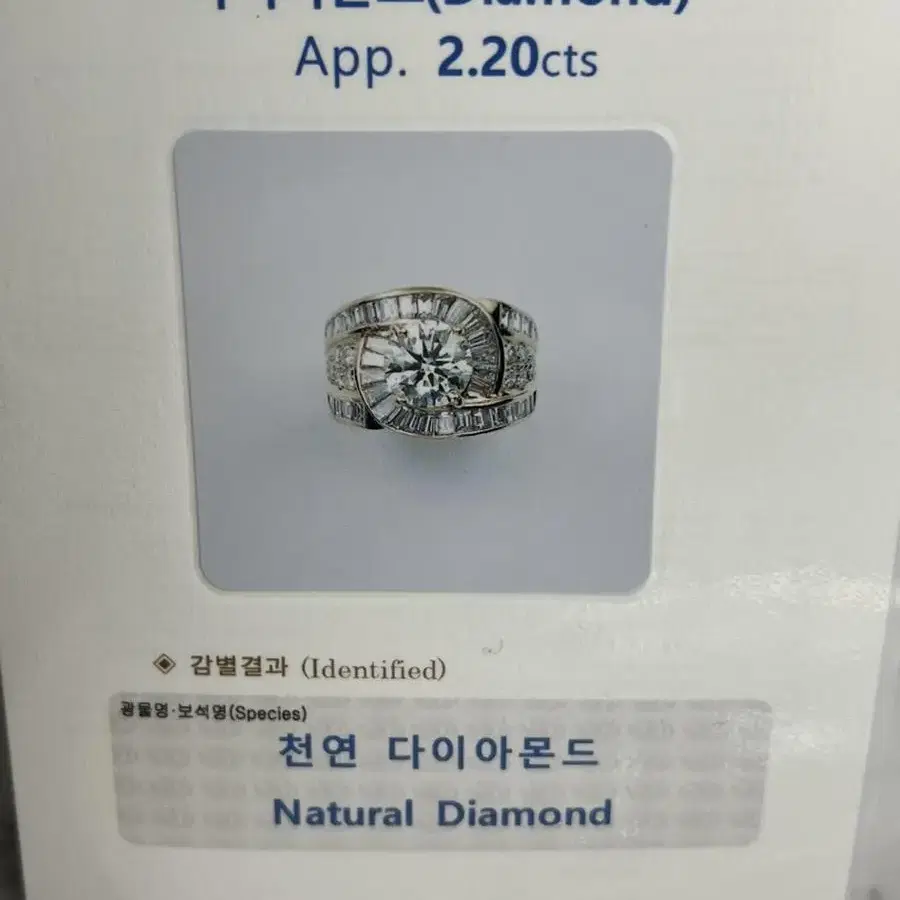 (Diamond)
App. 2.20cts
◈ 감별결과 (Identified)
광물명·보석명(Species)
천연 다이아몬드
Natural Diamond